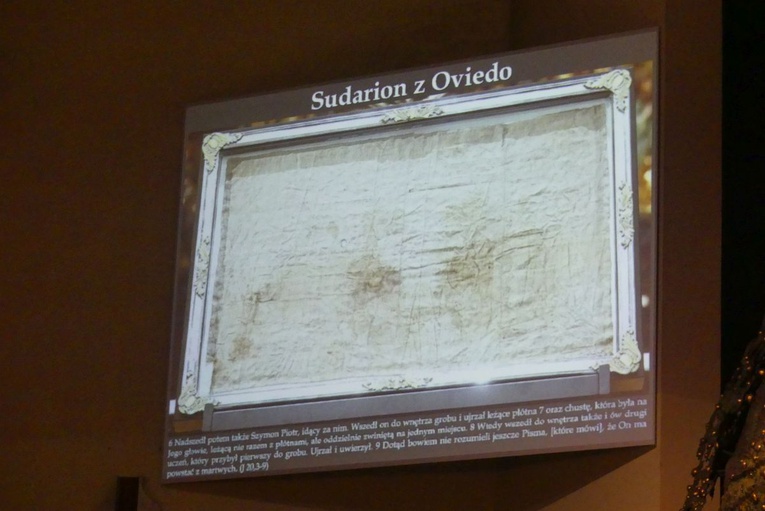 Sudarion z Oviedo
6 Nadszedł potem także Szymon Piotr, idący za nim. Wszedł on do wnętrza grobu i ujrzał leżące płótna 7 oraz chustę, która była na
Jego głowie, leżącą nie razem z płótnami, ale oddzielnie zwiniętą na jednym miejscu. 8 Wtedy wszedł do wnętrza także i ów drugi
uczeń, który przybył pierwszy do grobu. Ujrzał i uwierzył. 9 Dotąd bowiem nie rozumieli jeszcze Pisma, [które mówi], że On ma
powstać z martwych. (J 20,3-9)